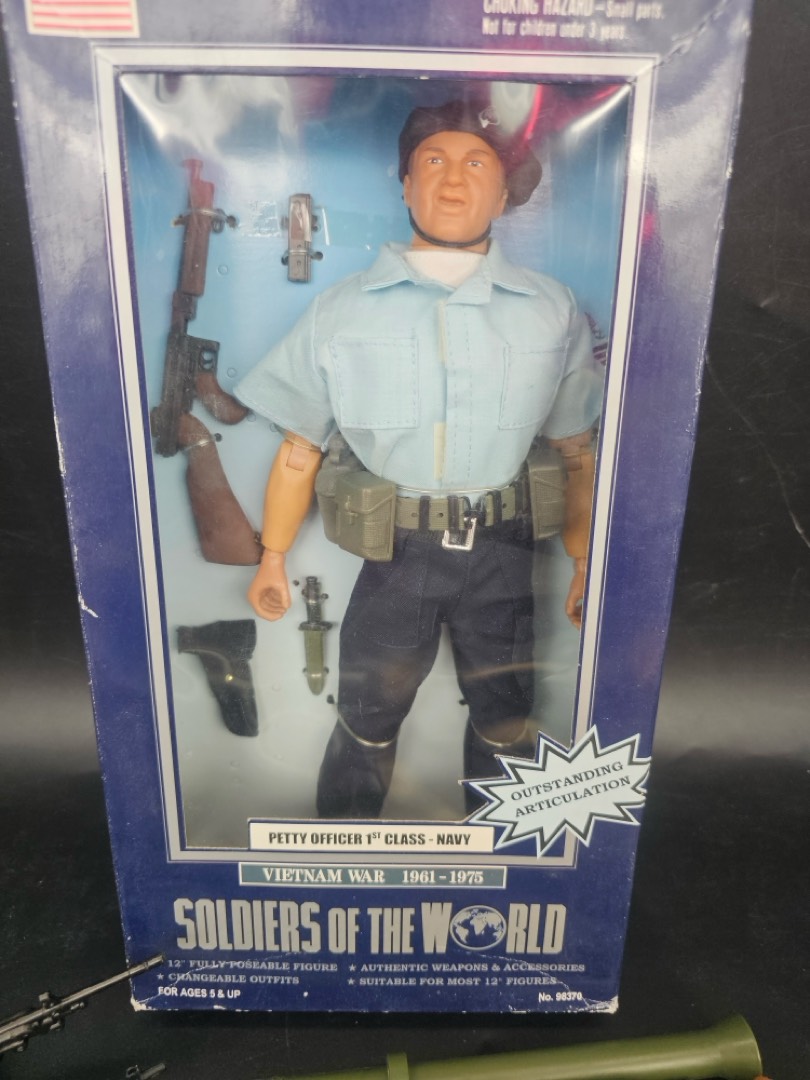 CHOKING HAZARD - Small parts.
Not for children under 3 years.
OUTSTANDING
ARTICULATION
PETTY OFFICER 1ST CLASS - NAVY
VIETNAM WAR 1961 - 1975
SOLDIERS OF THE WORLD
12" FULLY POSEABLE FIGURE ★ AUTHENTIC WEAPONS & ACCESSORIES
★ CHANGEABLE OUTFITS ★ SUITABLE FOR MOST 12" FIGURES
FOR AGES 5 & UP No. 98370